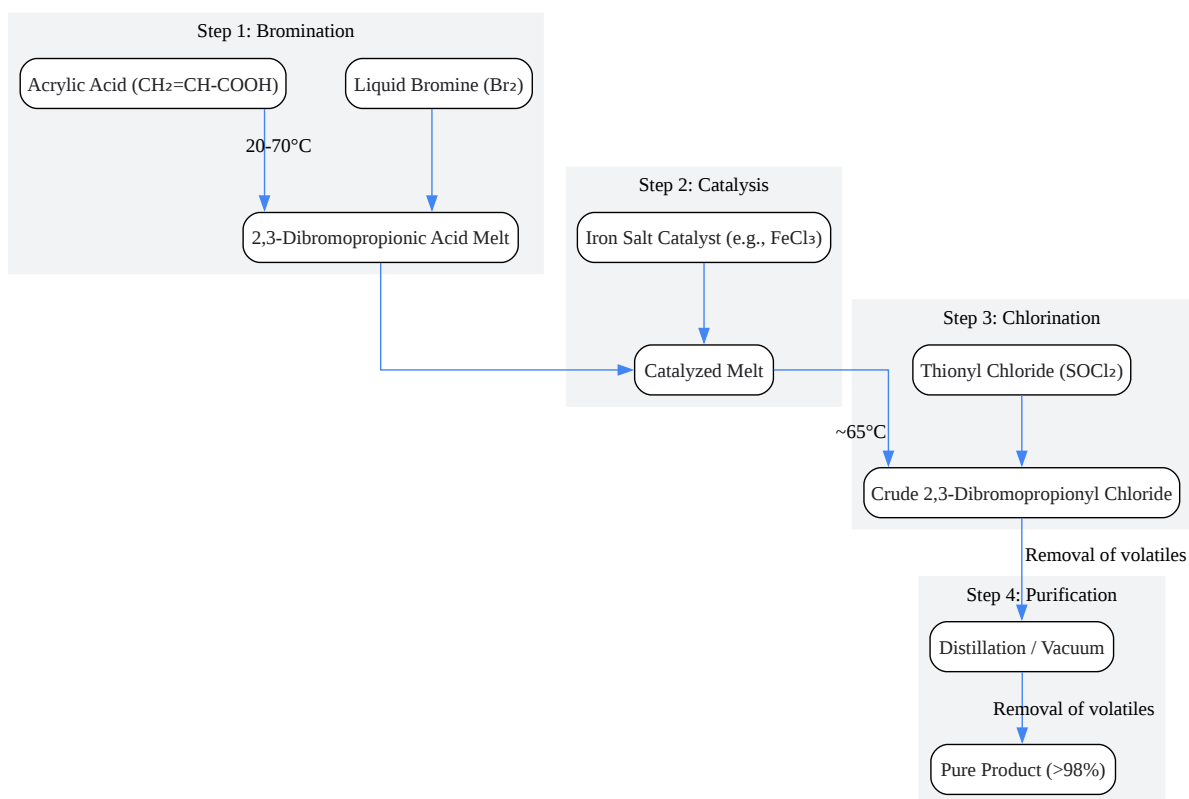 Step 1: Bromination
Acrylic Acid (CH₂=CH-COOH)
Liquid Bromine (Br₂)
20-70°C
2,3-Dibromopropionic Acid Melt
Step 2: Catalysis
Iron Salt Catalyst (e.g., FeCl₃)
Catalyzed Melt
Step 3: Chlorination
Thionyl Chloride (SOCl₂)
~65°C
Crude 2,3-Dibromopropionyl Chloride
Removal of volatiles
Step 4: Purification
Distillation / Vacuum
Removal of volatiles
Pure Product (>98%)